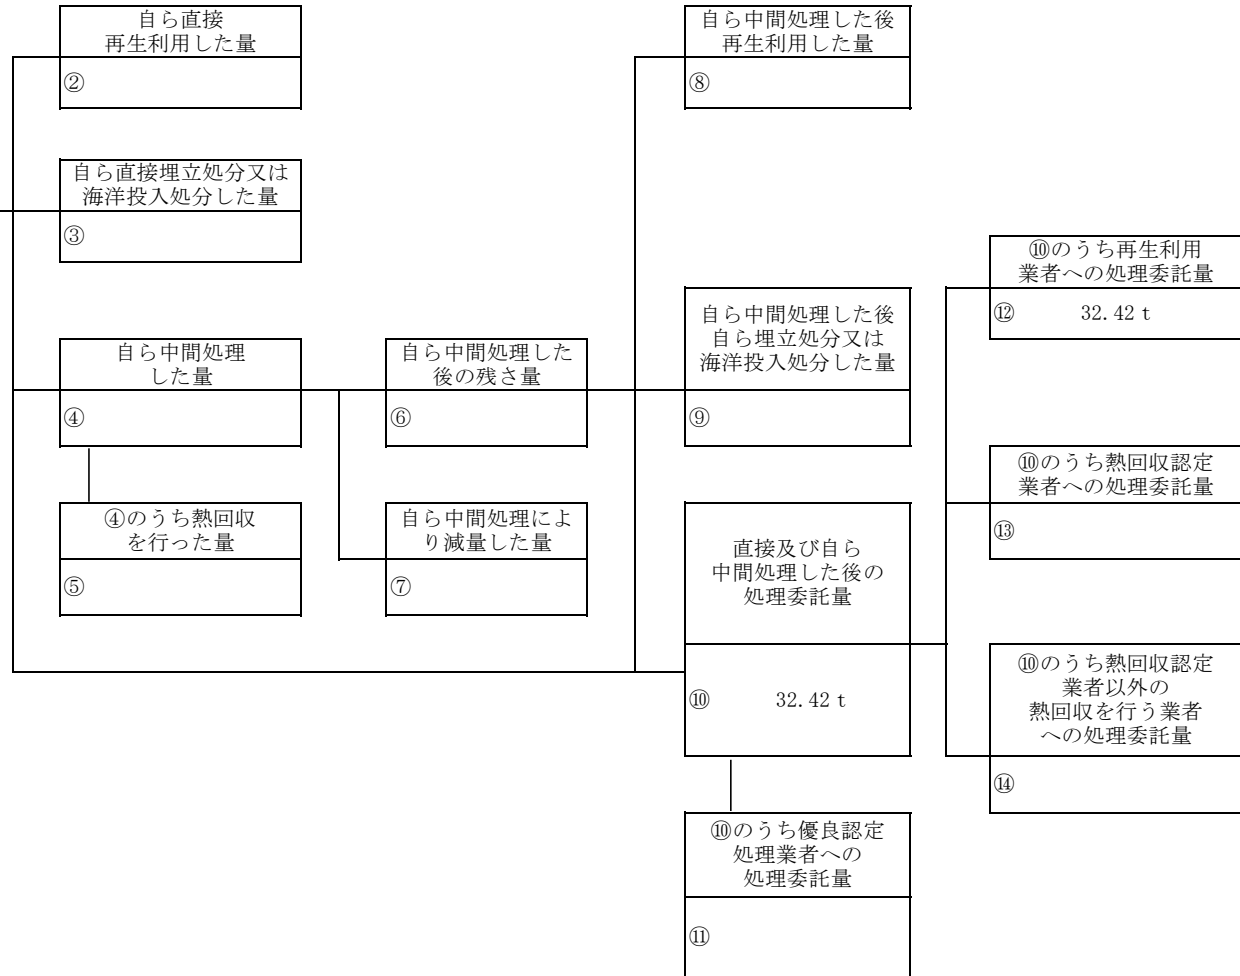 自ら直接
再生利用した量
②
自ら中間処理した後
再生利用した量
⑧
自ら直接埋立処分又は
海洋投入処分した量
③
⑩のうち再生利用
業者への処理委託量
⑫ 32.42 t
自ら中間処理した後
自ら埋立処分又は
海洋投入処分した量
⑨
自ら中間処理
した量
④
自ら中間処理した
後の残さ量
⑥
⑩のうち熱回収認定
業者への処理委託量
⑬
④のうち熱回収
を行った量
⑤
自ら中間処理によ
り減量した量
⑦
直接及び自ら
中間処理した後の
処理委託量
⑩ 32.42 t
⑩のうち熱回収認定
業者以外の
熱回収を行う業者
への処理委託量
⑭
⑩のうち優良認定
処理業者への
処理委託量
⑪